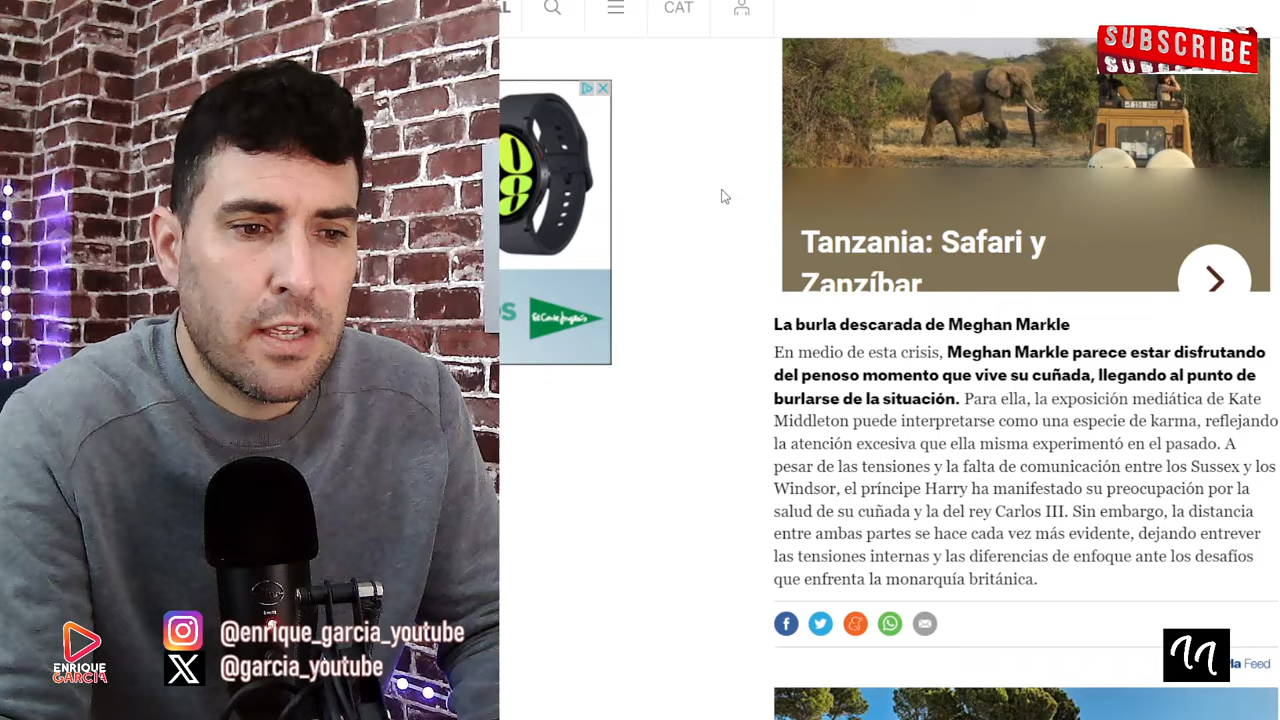 AL
CAT
SUBSCRIBE
Tanzania: Safari y
Zanzíbar
El Corte Inglés
La burla descarada de Meghan Markle
En medio de esta crisis, Meghan Markle parece estar disfrutando
del penoso momento que vive su cuñada, llegando al punto de
burlarse de la situación. Para ella, la exposición mediática de Kate
Middleton puede interpretarse como una especie de karma, reflejando
la atención excesiva que ella misma experimentó en el pasado. A
pesar de las tensiones y la falta de comunicación entre los Sussex y los
Windsor, el príncipe Harry ha manifestado su preocupación por la
salud de su cuñada y la del rey Carlos III. Sin embargo, la distancia
entre ambas partes se hace cada vez más evidente, dejando entrever
las tensiones internas y las diferencias de enfoque ante los desafíos
que enfrenta la monarquía británica.
Feed
@enrique_garcia_youtube
@garcia_youtube
ENRIQUE
GARCIA